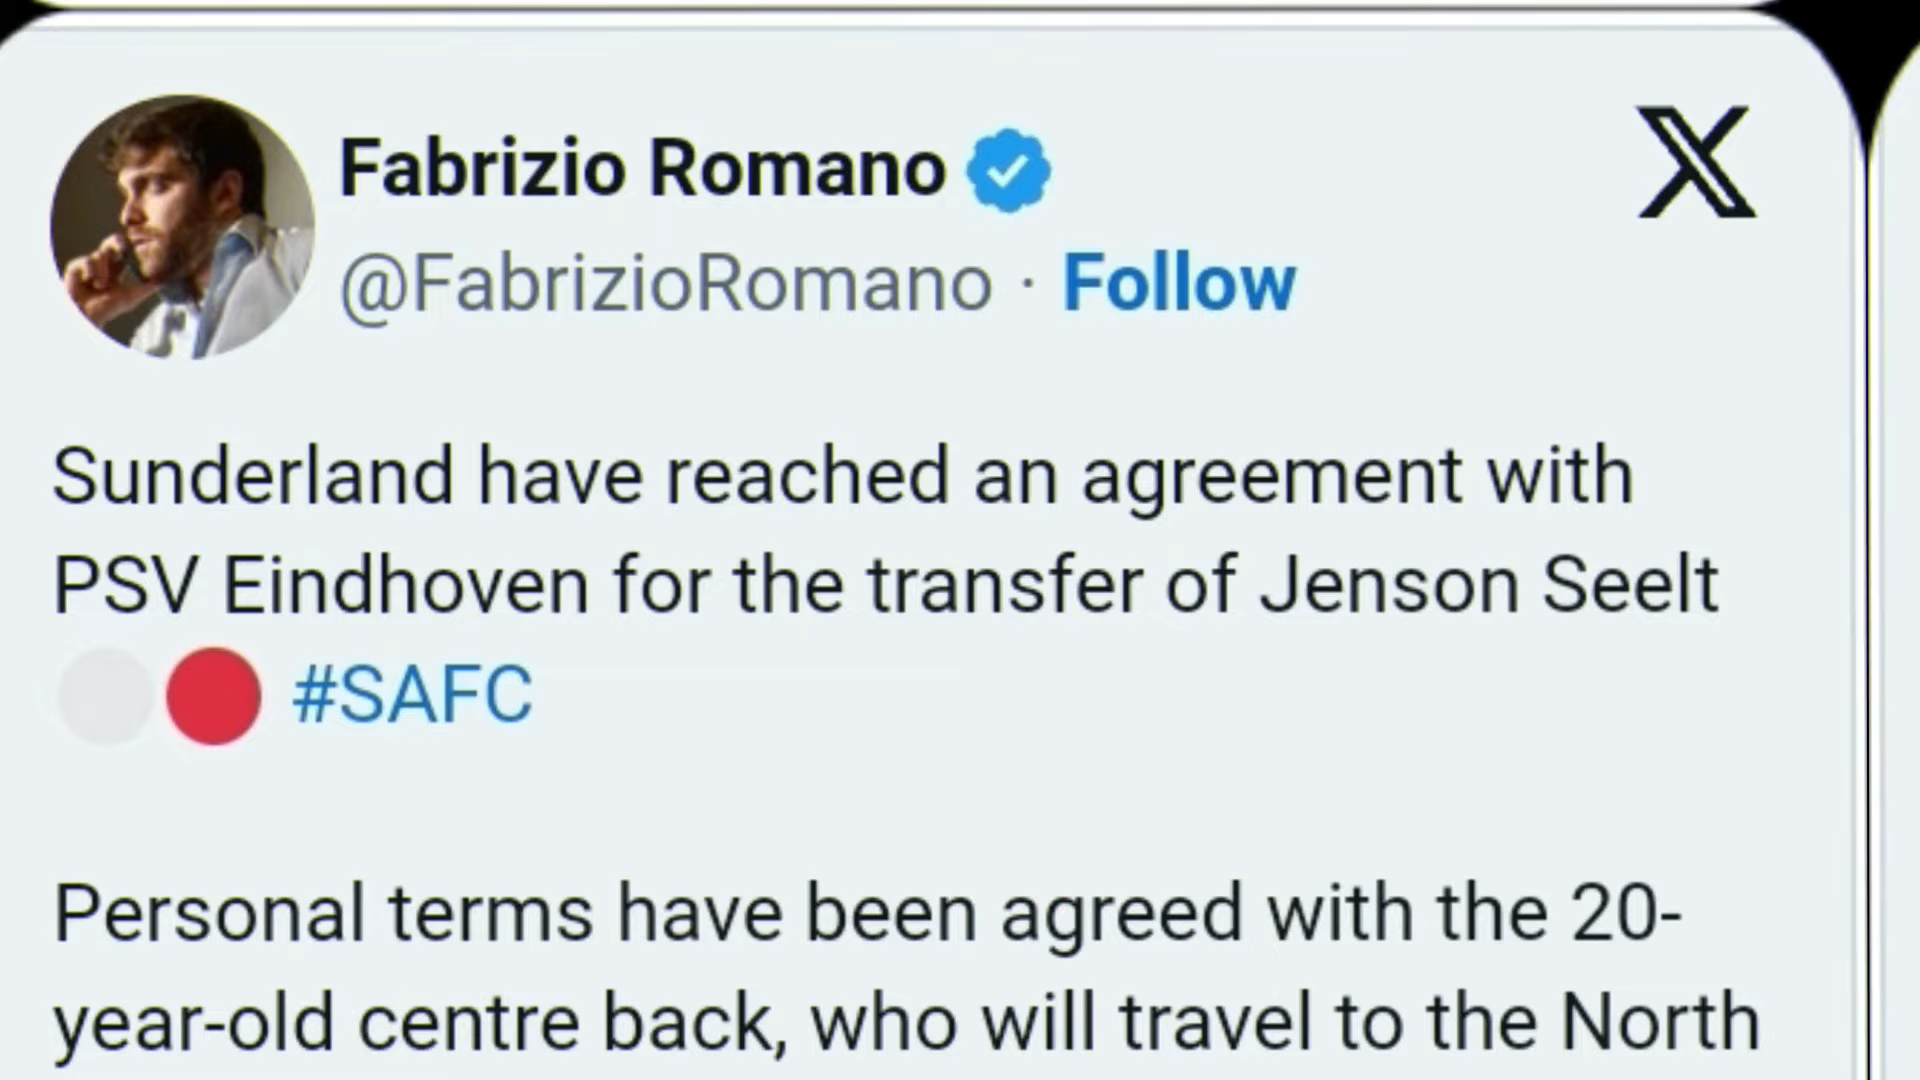 Fabrizio Romano
@FabrizioRomano · Follow
Sunderland have reached an agreement with
PSV Eindhoven for the transfer of Jenson Seelt
#SAFC
Personal terms have been agreed with the 20-
year-old centre back, who will travel to the North